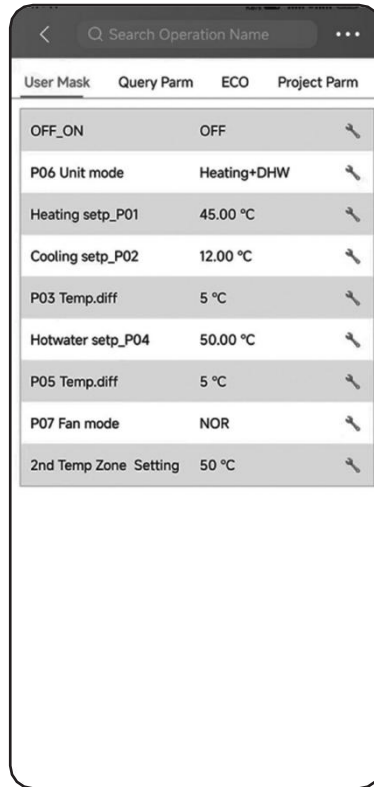 Search Operation Name
User Mask Query Parm ECO Project Parm
OFF_ON OFF
P06 Unit mode Heating+DHW
Heating setp_P01 45.00 °C
Cooling setp_P02 12.00 °C
P03 Temp.diff 5 °C
Hotwater setp_P04 50.00 °C
P05 Temp.diff 5 °C
P07 Fan mode NOR
2nd Temp Zone Setting 50 °C